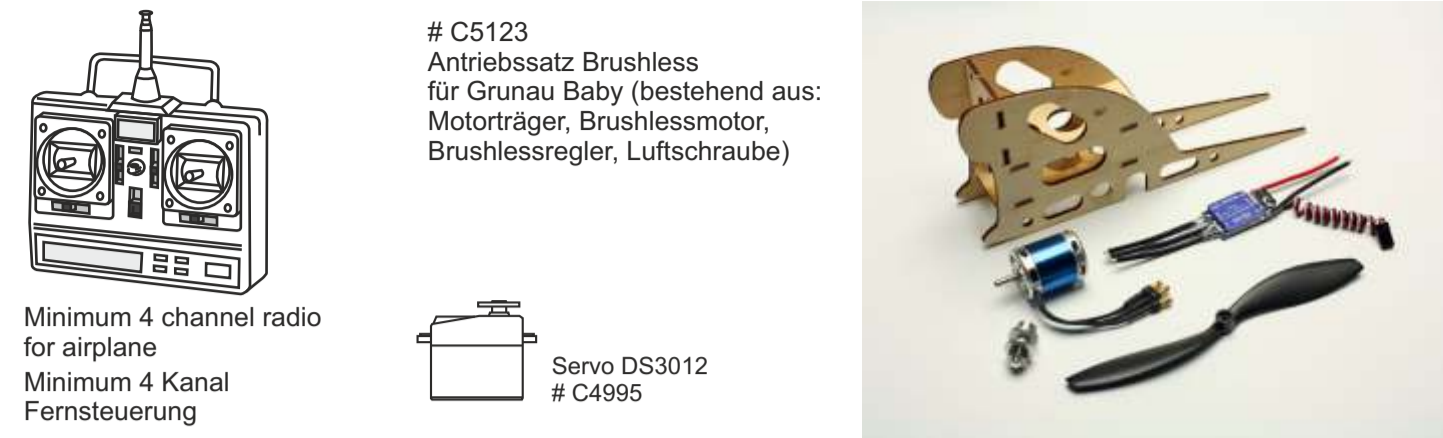 Minimum 4 channel radio
for airplane
Minimum 4 Kanal
Fernsteuerung
# C5123
Antriebssatz Brushless
für Grunau Baby (bestehend aus:
Motorträger, Brushlessmotor,
Brushlessregler, Luftschraube)
Servo DS3012
# C4995